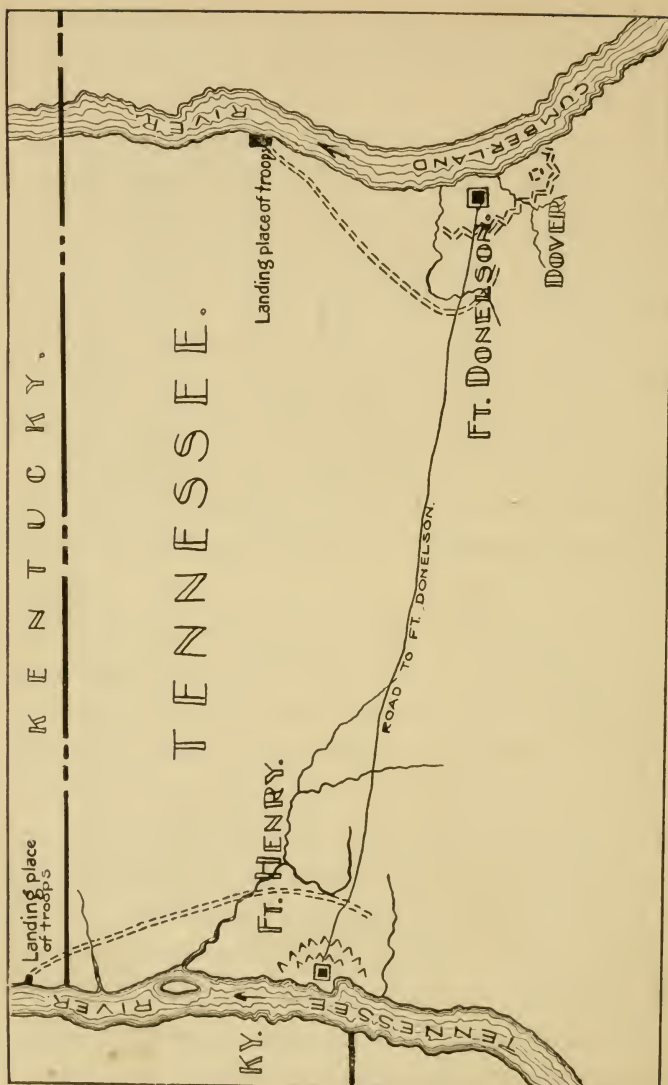 KENTUCKY.
Landing place
of troops
TENNESSEE.
Landing place of troops
RIVER
CUMBERLAND
FT. HENRY.
FT. DONELSON.
DOVER
ROAD TO FT. DONELSON.
RIVER
TENNESSEE
KY.